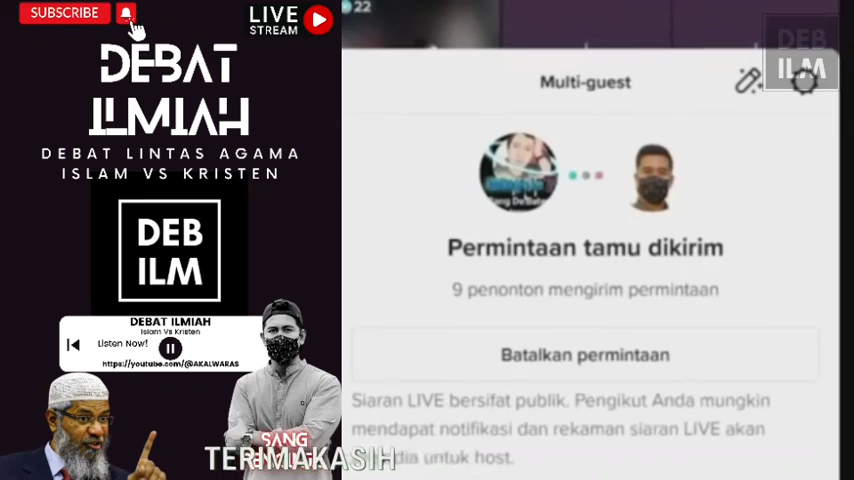 SUBSCRIBE
LIVE
STREAM
DEBAT
ILMIAH
DEBAT LINTAS AGAMA
ISLAM VS KRISTEN
DEB
ILM
DEBAT ILMIAH
Islam Vs Kristen
Listen Now!
https://youtube.com/@AKALWARAS
SANG
TERIMAKASIH
22
DEB
ILM
Multi-guest
Permintaan tamu dikirim
9 penonton mengirim permintaan
Batalkan permintaan
Siaran LIVE bersifat publik. Pengikut Anda mungkin
mendapat notifikasi dan rekaman siaran LIVE akan
untuk host.